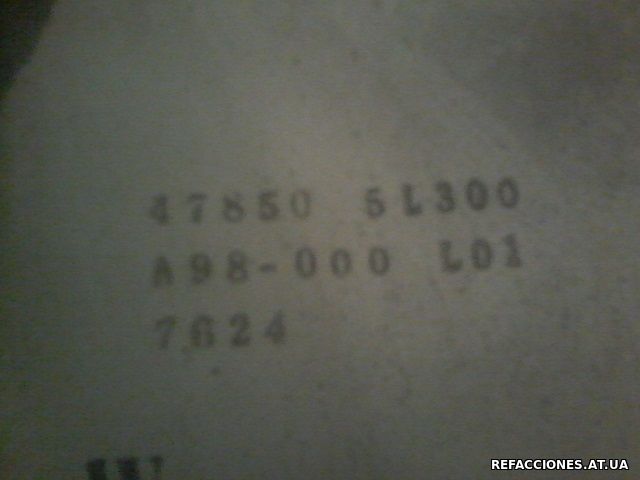 47850 5L300
A98-000 L01
7624
REFACCIONES.AT.UA